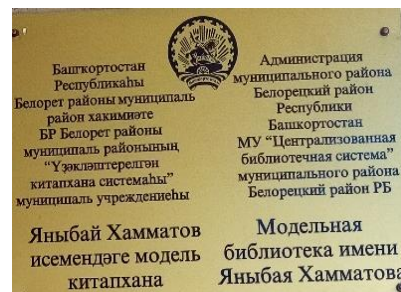 Башҡортостан
Республикаһы
Белорет районы муниципаль
район хакимиәте
БР Белорет районы
муниципаль районының
“Үҙәкләштерелгән
китапхана системаһы”
муниципаль учреждениеһы
Яныбай Хамматов
исемендәге модель
китапхана
Администрация
муниципального района
Белорецкий район
Республики
Башкортостан
МУ “Централизованная
библиотечная система”
муниципального района
Белорецкий район РБ
Модельная
библиотека имени
Яныбая Хамматова